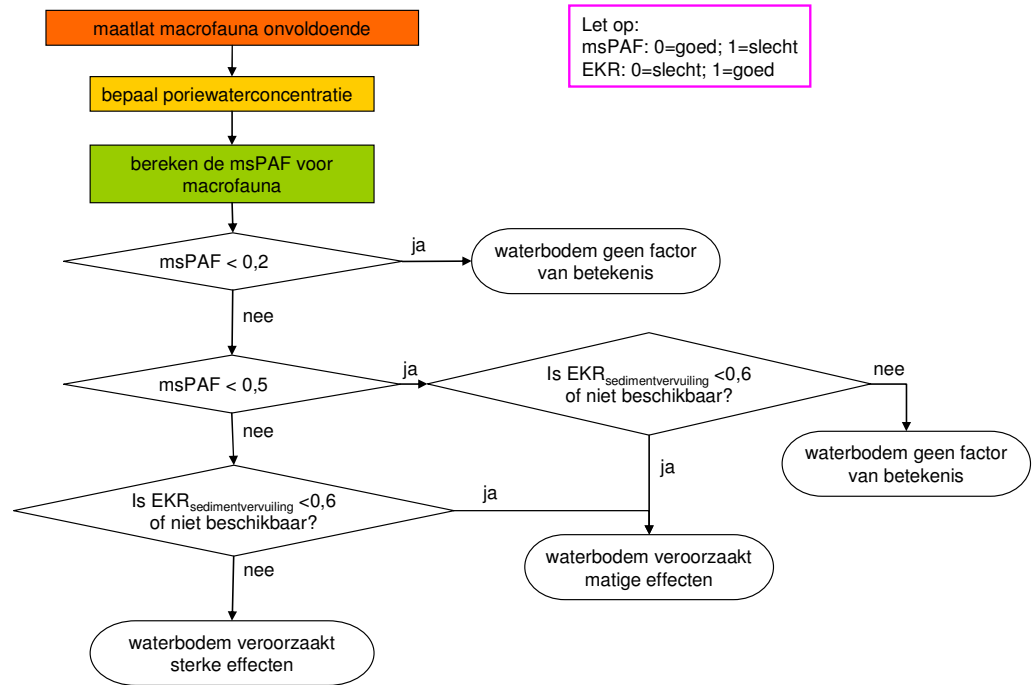 maatlat macrofauna onvoldoende
Let op:
msPAF: 0=goed; 1=slecht
EKR: 0=slecht; 1=goed
bepaal poriewaterconcentratie
bereken de msPAF voor
macrofauna
msPAF < 0,2
ja
waterbodem geen factor
van betekenis
nee
msPAF < 0,5
ja
Is EKRsedimentvervuiling <0,6
of niet beschikbaar?
nee
waterbodem geen factor
van betekenis
nee
ja
Is EKRsedimentvervuiling <0,6
of niet beschikbaar?
ja
waterbodem veroorzaakt
matige effecten
nee
waterbodem veroorzaakt
sterke effecten